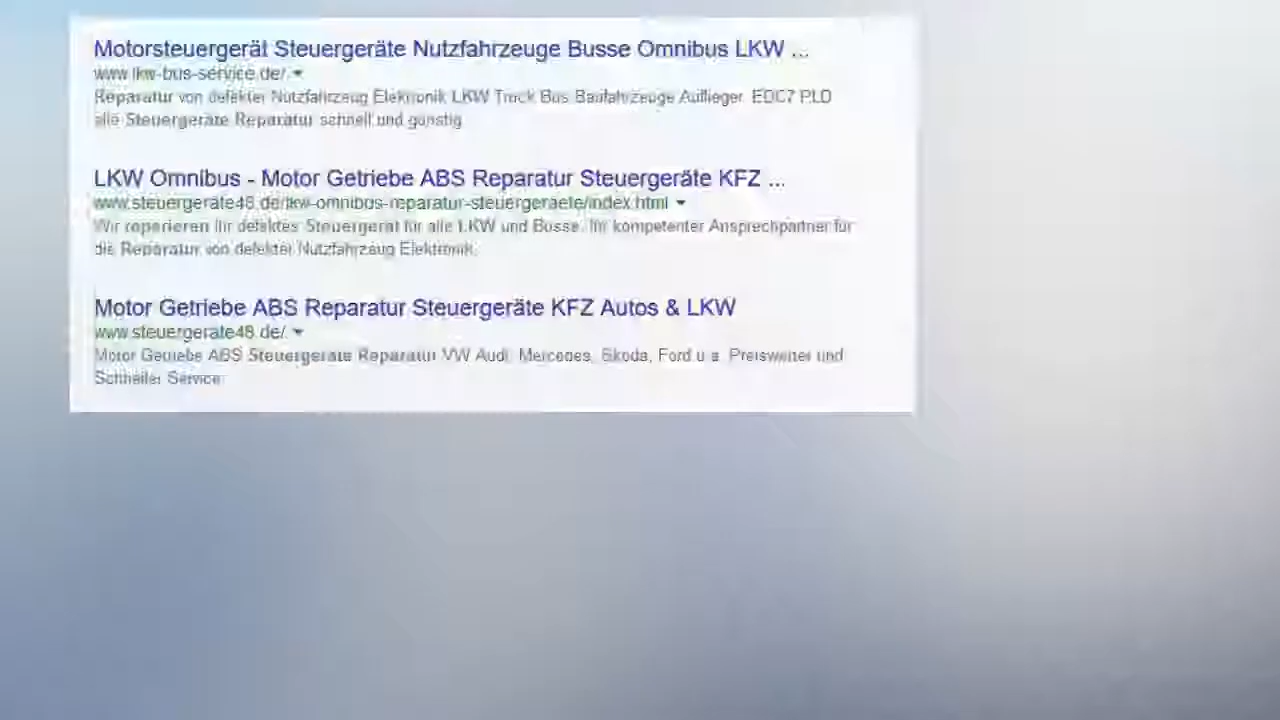 Motorsteuergerät Steuergeräte Nutzfahrzeuge Busse Omnibus LKW ...
www.lkw-bus-service.de/
Reparatur von defekter Nutzfahrzeug Elektronik LKW Truck Bus Baufahrzeuge Auflieger. EDC7 PLD
alle Steuergeräte Reparatur schnell und günstig
LKW Omnibus - Motor Getriebe ABS Reparatur Steuergeräte KFZ ...
www.steuergerate48.de/lkw-omnibus-reparatur-steuergeraete/index.html
Wir reparieren Ihr defektes Steuergerät für alle LKW und Busse. Ihr kompetenter Ansprechpartner für
die Reparatur von defekter Nutzfahrzeug Elektronik.
Motor Getriebe ABS Reparatur Steuergeräte KFZ Autos & LKW
www.steuergerate48.de/
Motor Getriebe ABS Steuergeräte Reparatur VW Audi, Mercedes, Skoda, Ford u.a. Preiswerter und
Schneller Service.